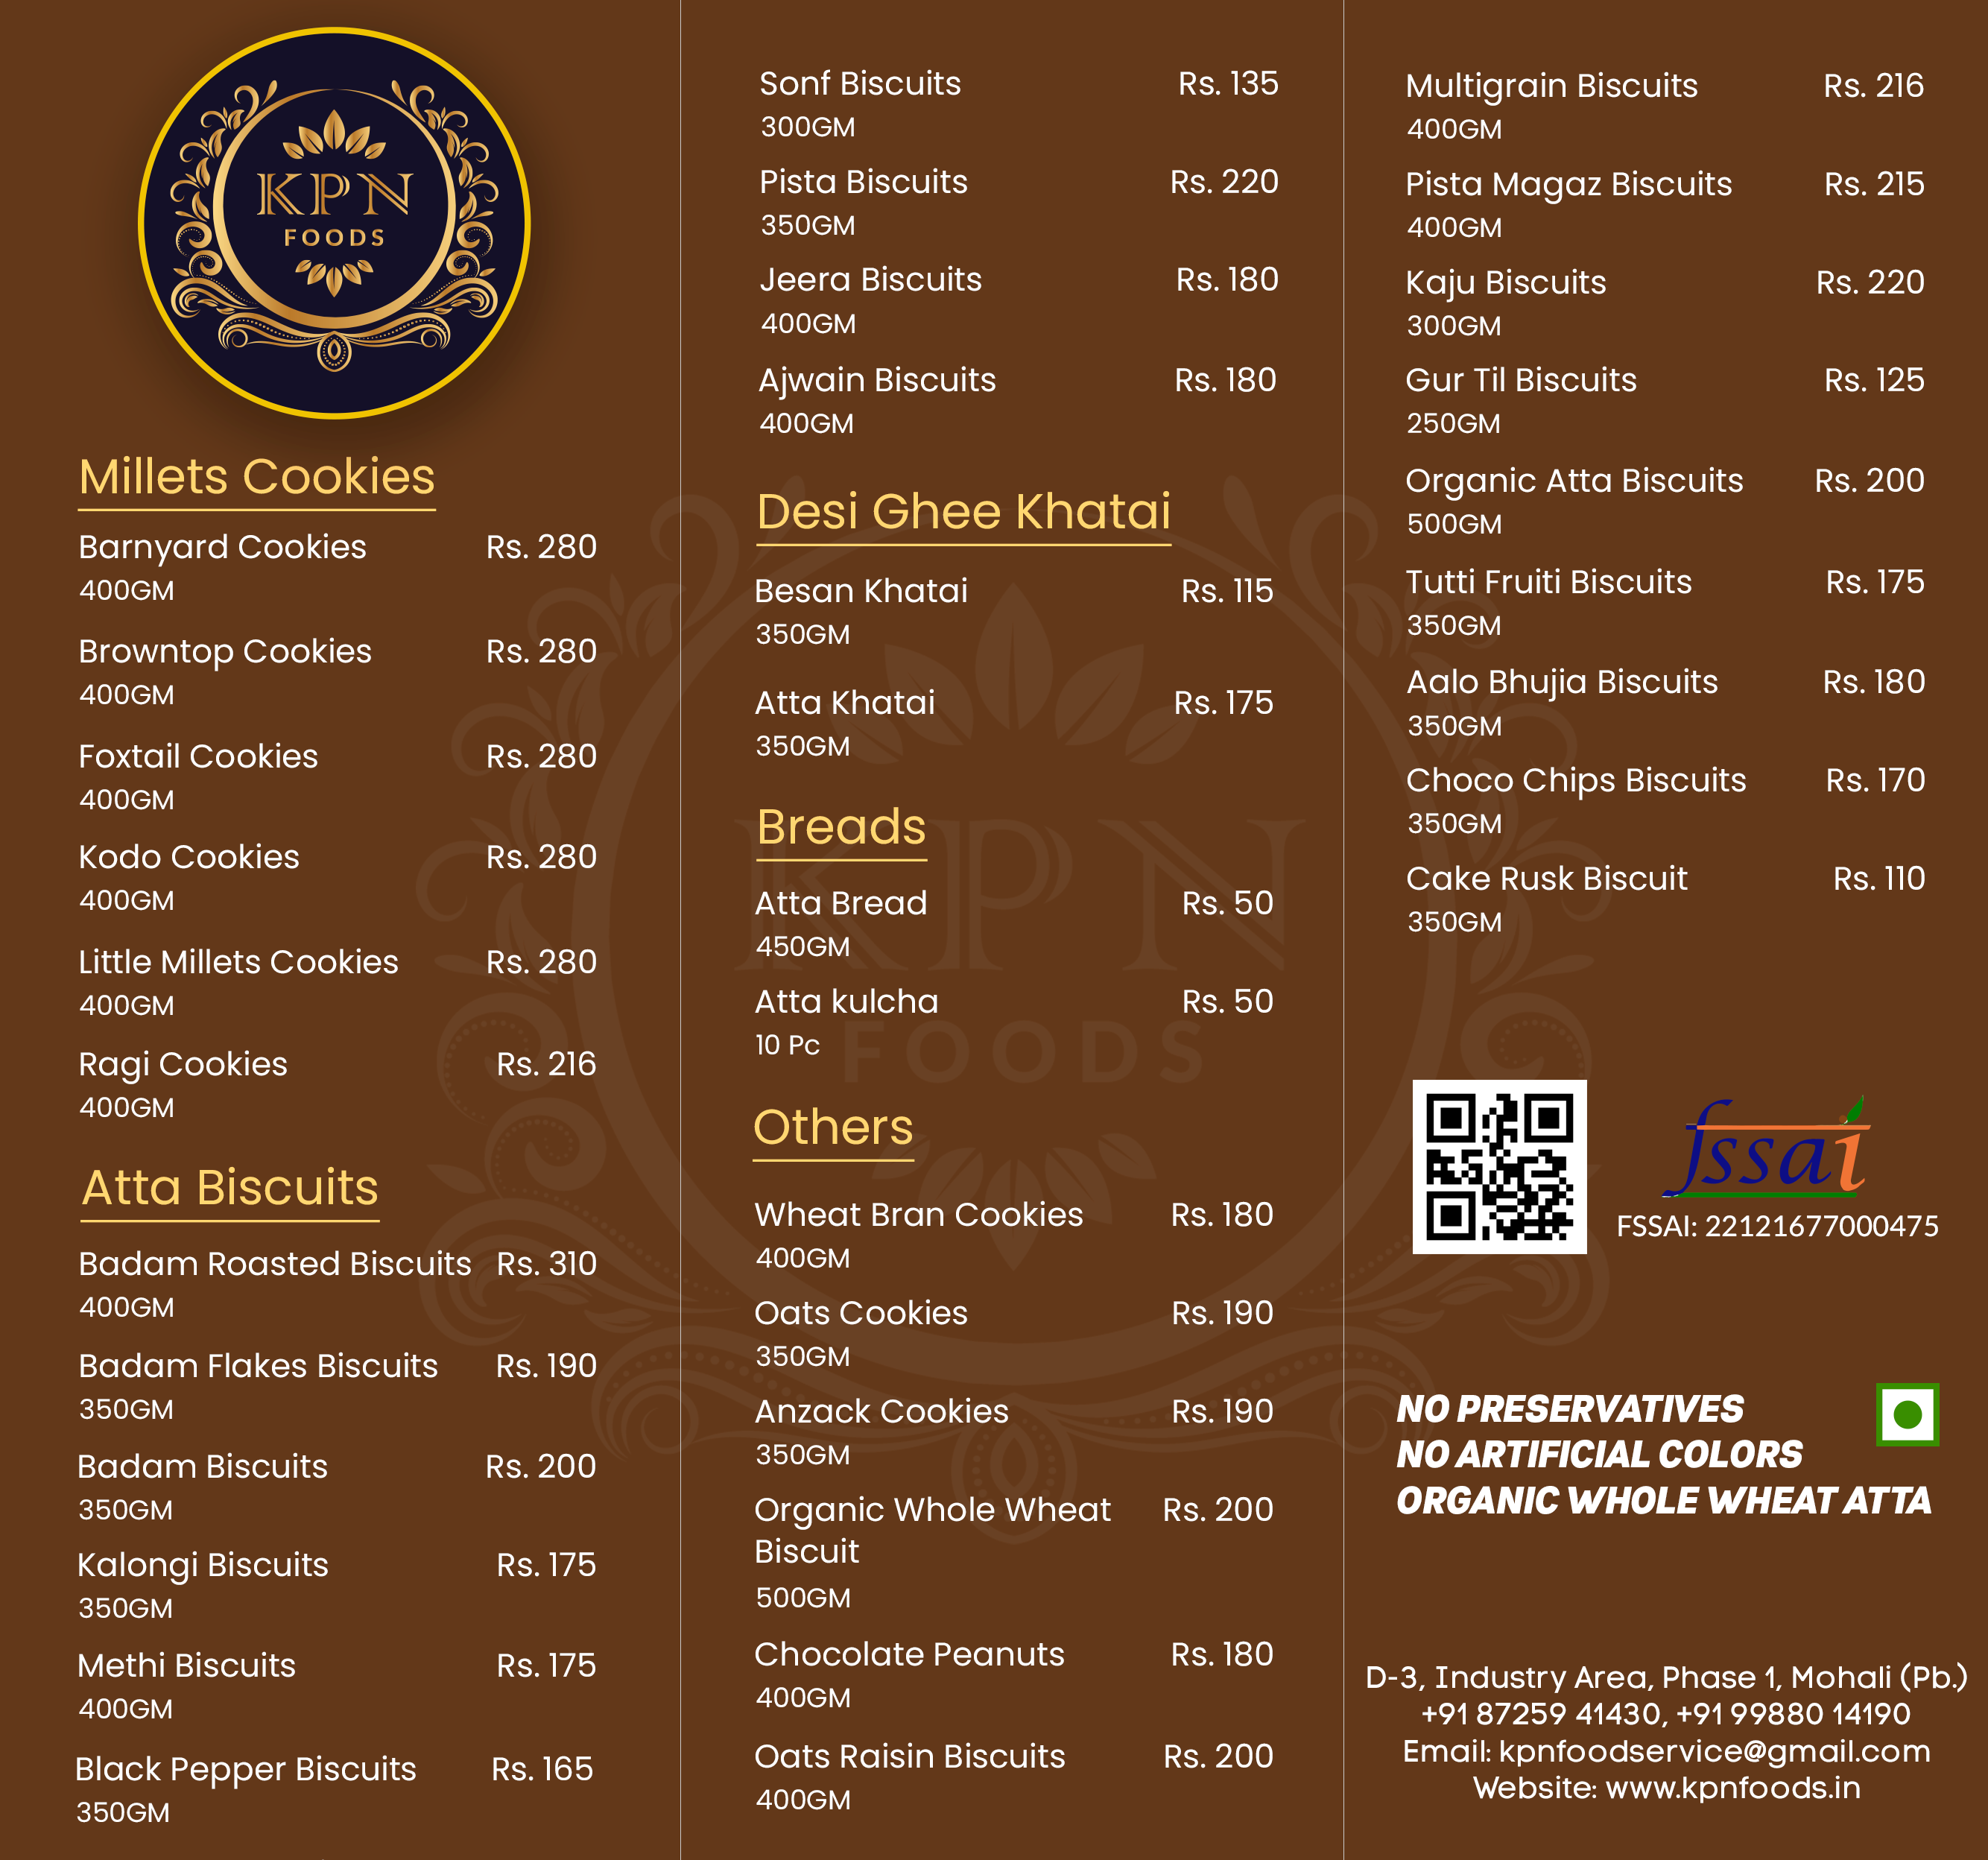 KPN
FOODS
Millets Cookies
Barnyard Cookies Rs. 280
400GM
Browntop Cookies Rs. 280
400GM
Foxtail Cookies Rs. 280
400GM
Kodo Cookies Rs. 280
400GM
Little Millets Cookies Rs. 280
400GM
Ragi Cookies Rs. 216
400GM
Atta Biscuits
Badam Roasted Biscuits Rs. 310
400GM
Badam Flakes Biscuits Rs. 190
350GM
Badam Biscuits Rs. 200
350GM
Kalongi Biscuits Rs. 175
350GM
Methi Biscuits Rs. 175
400GM
Black Pepper Biscuits Rs. 165
350GM
Sonf Biscuits Rs. 135
300GM
Pista Biscuits Rs. 220
350GM
Jeera Biscuits Rs. 180
400GM
Ajwain Biscuits Rs. 180
400GM
Desi Ghee Khatai
Besan Khatai Rs. 115
350GM
Atta Khatai Rs. 175
350GM
Breads
Atta Bread Rs. 50
450GM
Atta kulcha Rs. 50
10 Pc
Others
Wheat Bran Cookies Rs. 180
400GM
Oats Cookies Rs. 190
350GM
Anzack Cookies Rs. 190
350GM
Organic Whole Wheat Rs. 200
Biscuit
500GM
Chocolate Peanuts Rs. 180
400GM
Oats Raisin Biscuits Rs. 200
400GM
KPN
FOODS
Multigrain Biscuits Rs. 216
400GM
Pista Magaz Biscuits Rs. 215
400GM
Kaju Biscuits Rs. 220
300GM
Gur Til Biscuits Rs. 125
250GM
Organic Atta Biscuits Rs. 200
500GM
Tutti Fruiti Biscuits Rs. 175
350GM
Aalo Bhujia Biscuits Rs. 180
350GM
Choco Chips Biscuits Rs. 170
350GM
Cake Rusk Biscuit Rs. 110
350GM
fssai
FSSAI: 22121677000475
NO PRESERVATIVES
NO ARTIFICIAL COLORS
ORGANIC WHOLE WHEAT ATTA
D-3, Industry Area, Phase 1, Mohali (Pb.)
+91 87259 41430, +91 99880 14190
Email: kpnfoodservice@gmail.com
Website: www.kpnfoods.in